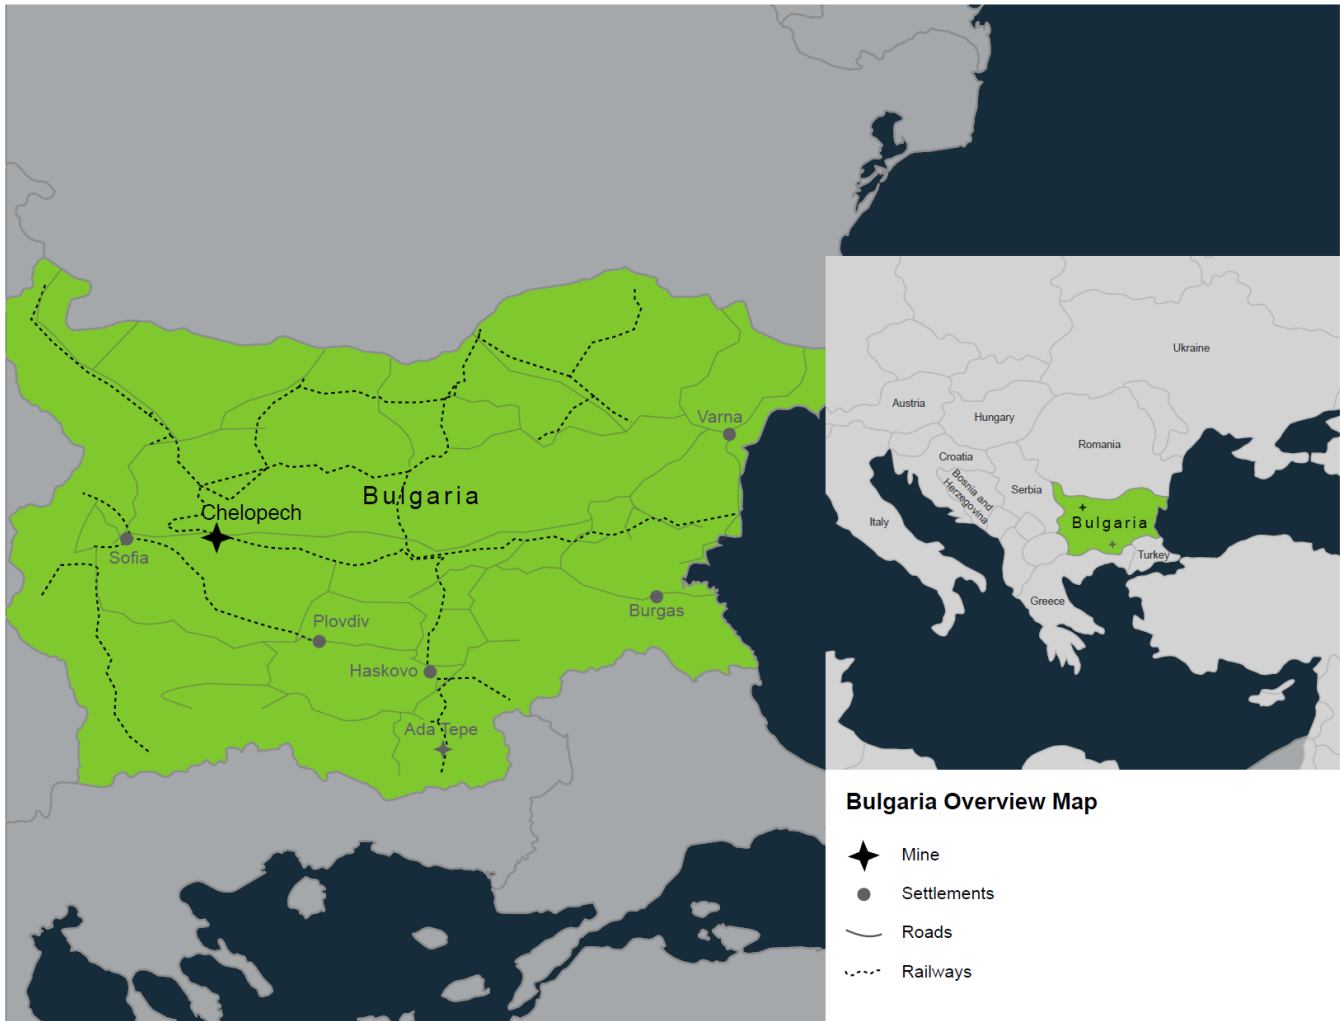 Varna
Bulgaria
Chelopech
Sofia
Burgas
Plovdiv
Haskovo
Ada Tepe
Ukraine
Austria
Hungary
Romania
Croatia
Bosnia and
Herzegovina
Serbia
Italy
Bulgaria
Turkey
Greece
Bulgaria Overview Map
Mine
Settlements
Roads
Railways